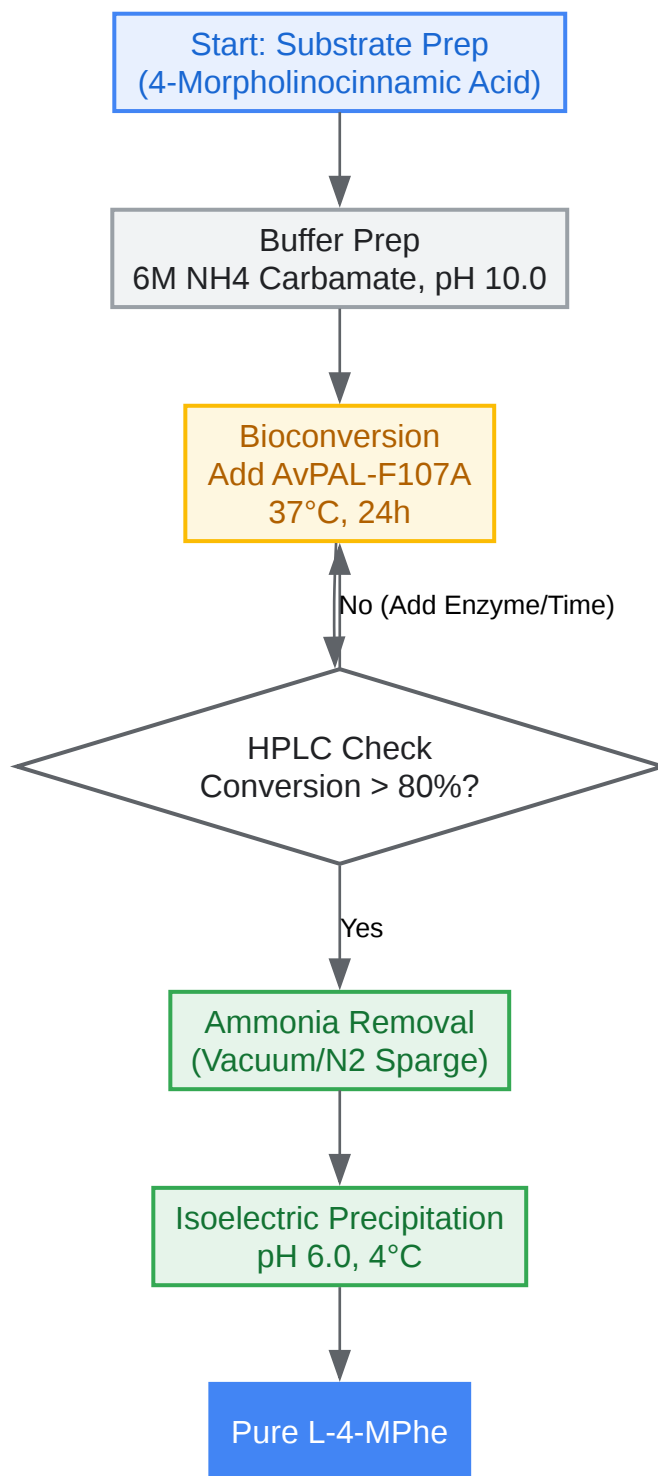 Start: Substrate Prep
(4-Morpholinocinnamic Acid)
Buffer Prep
6M NH4 Carbamate, pH 10.0
Bioconversion
Add AvPAL-F107A
37°C, 24h
No (Add Enzyme/Time)
HPLC Check
Conversion > 80%?
Yes
Ammonia Removal
(Vacuum/N2 Sparge)
Isoelectric Precipitation
pH 6.0, 4°C
Pure L-4-MPhe